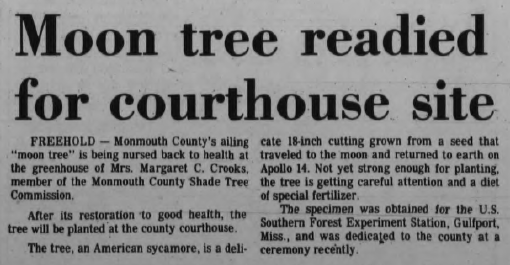 Moon tree readied
for courthouse site
FREEHOLD — Monmouth County's ailing
"moon tree" is being nursed back to health at
the greenhouse of Mrs. Margaret C. Crooks,
member of the Monmouth County Shade Tree
Commission.
After its restoration to good health, the
tree will be planted at the county courthouse.
The tree, an American sycamore, is a deli-
cate 18-inch cutting grown from a seed that
traveled to the moon and returned to earth on
Apollo 14. Not yet strong enough for planting,
the tree is getting careful attention and a diet
of special fertilizer.
The specimen was obtained for the U.S.
Southern Forest Experiment Station, Gulfport,
Miss., and was dedicated to the county at a
ceremony recently.